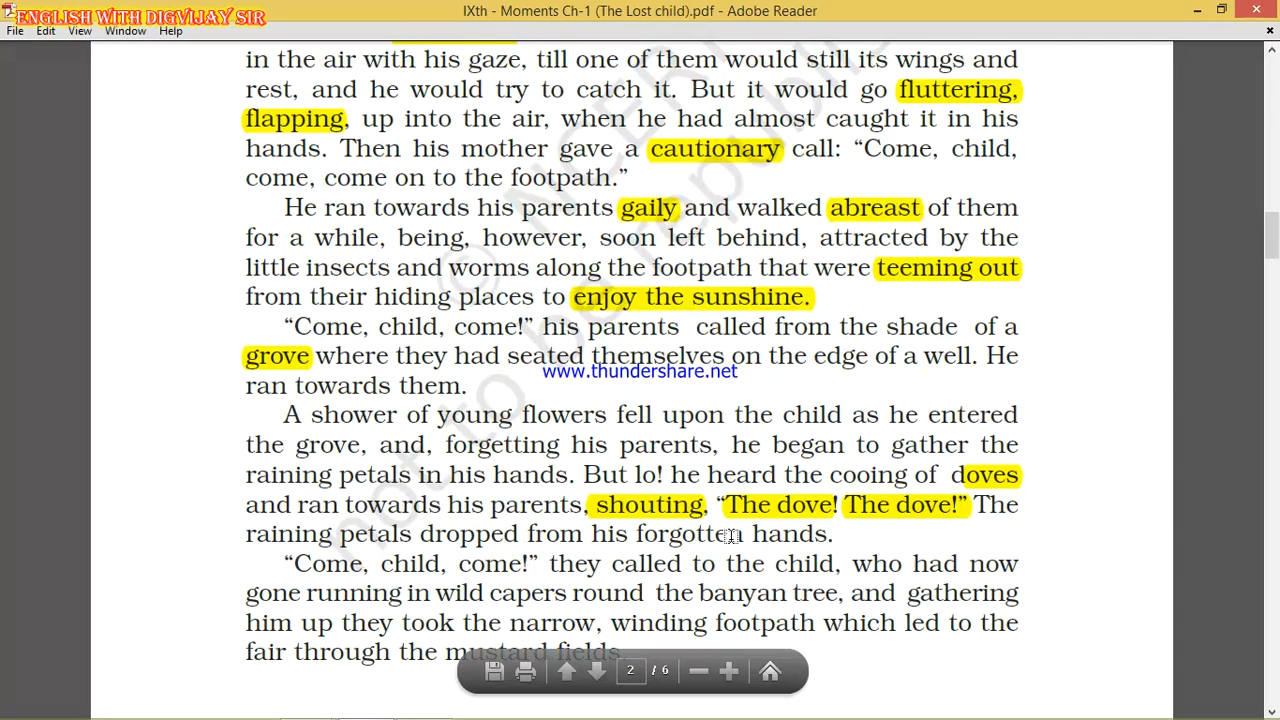 ENGLISH WITH DIGVIJAY SIR
IXth - Moments Ch-1 (The Lost child).pdf - Adobe Reader
File Edit View Window Help
in the air with his gaze, till one of them would still its wings and
rest, and he would try to catch it. But it would go fluttering,
flapping, up into the air, when he had almost caught it in his
hands. Then his mother gave a cautionary call: “Come, child,
come, come on to the footpath.”
He ran towards his parents gaily and walked abreast of them
for a while, being, however, soon left behind, attracted by the
little insects and worms along the footpath that were teeming out
from their hiding places to enjoy the sunshine.
“Come, child, come!” his parents called from the shade of a
grove where they had seated themselves on the edge of a well. He
www.thundershare.net
ran towards them.
A shower of young flowers fell upon the child as he entered
the grove, and, forgetting his parents, he began to gather the
raining petals in his hands. But lo! he heard the cooing of doves
and ran towards his parents, shouting, “The dove! The dove!” The
raining petals dropped from his forgotten hands.
“Come, child, come!” they called to the child, who had now
gone running in wild capers round the banyan tree, and gathering
him up they took the narrow, winding footpath which led to the
fair through the mustard fields.
2 / 6
© NCERT
not to be republi